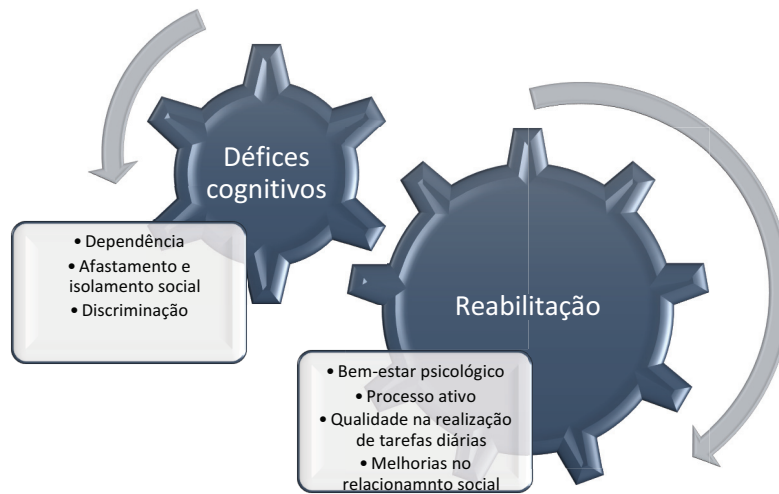 Défices
cognitivos
• Dependência
• Afastamento e
isolamento social
• Discriminação
Reabilitação
• Bem-estar psicológico
• Processo ativo
• Qualidade na realização
de tarefas diárias
• Melhorias no
relacionamnto social